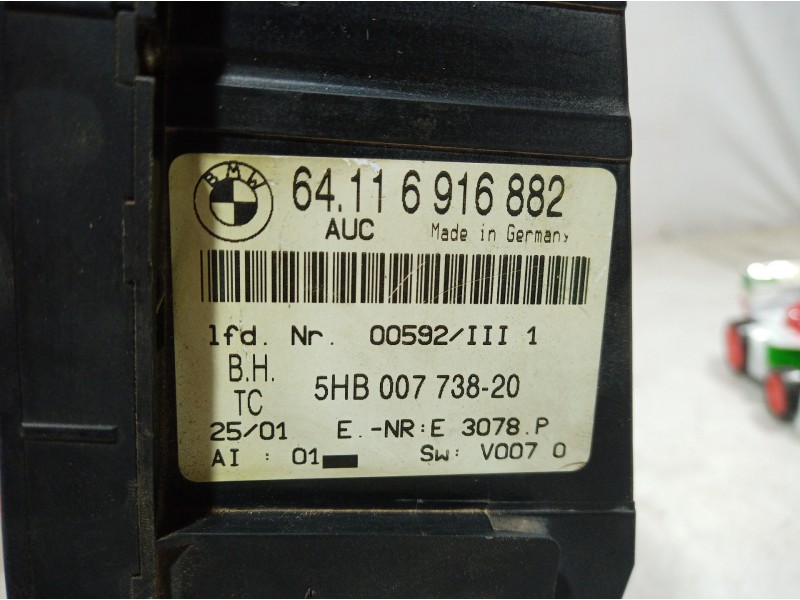 BMW
64.11 6 916 882
AUC Made in Germany
lfd. Nr. 00592/III 1
B.H.
TC 5HB 007 738-20
25/01 E.-NR:E 3078.P
AI : 01 Sw: V007 0